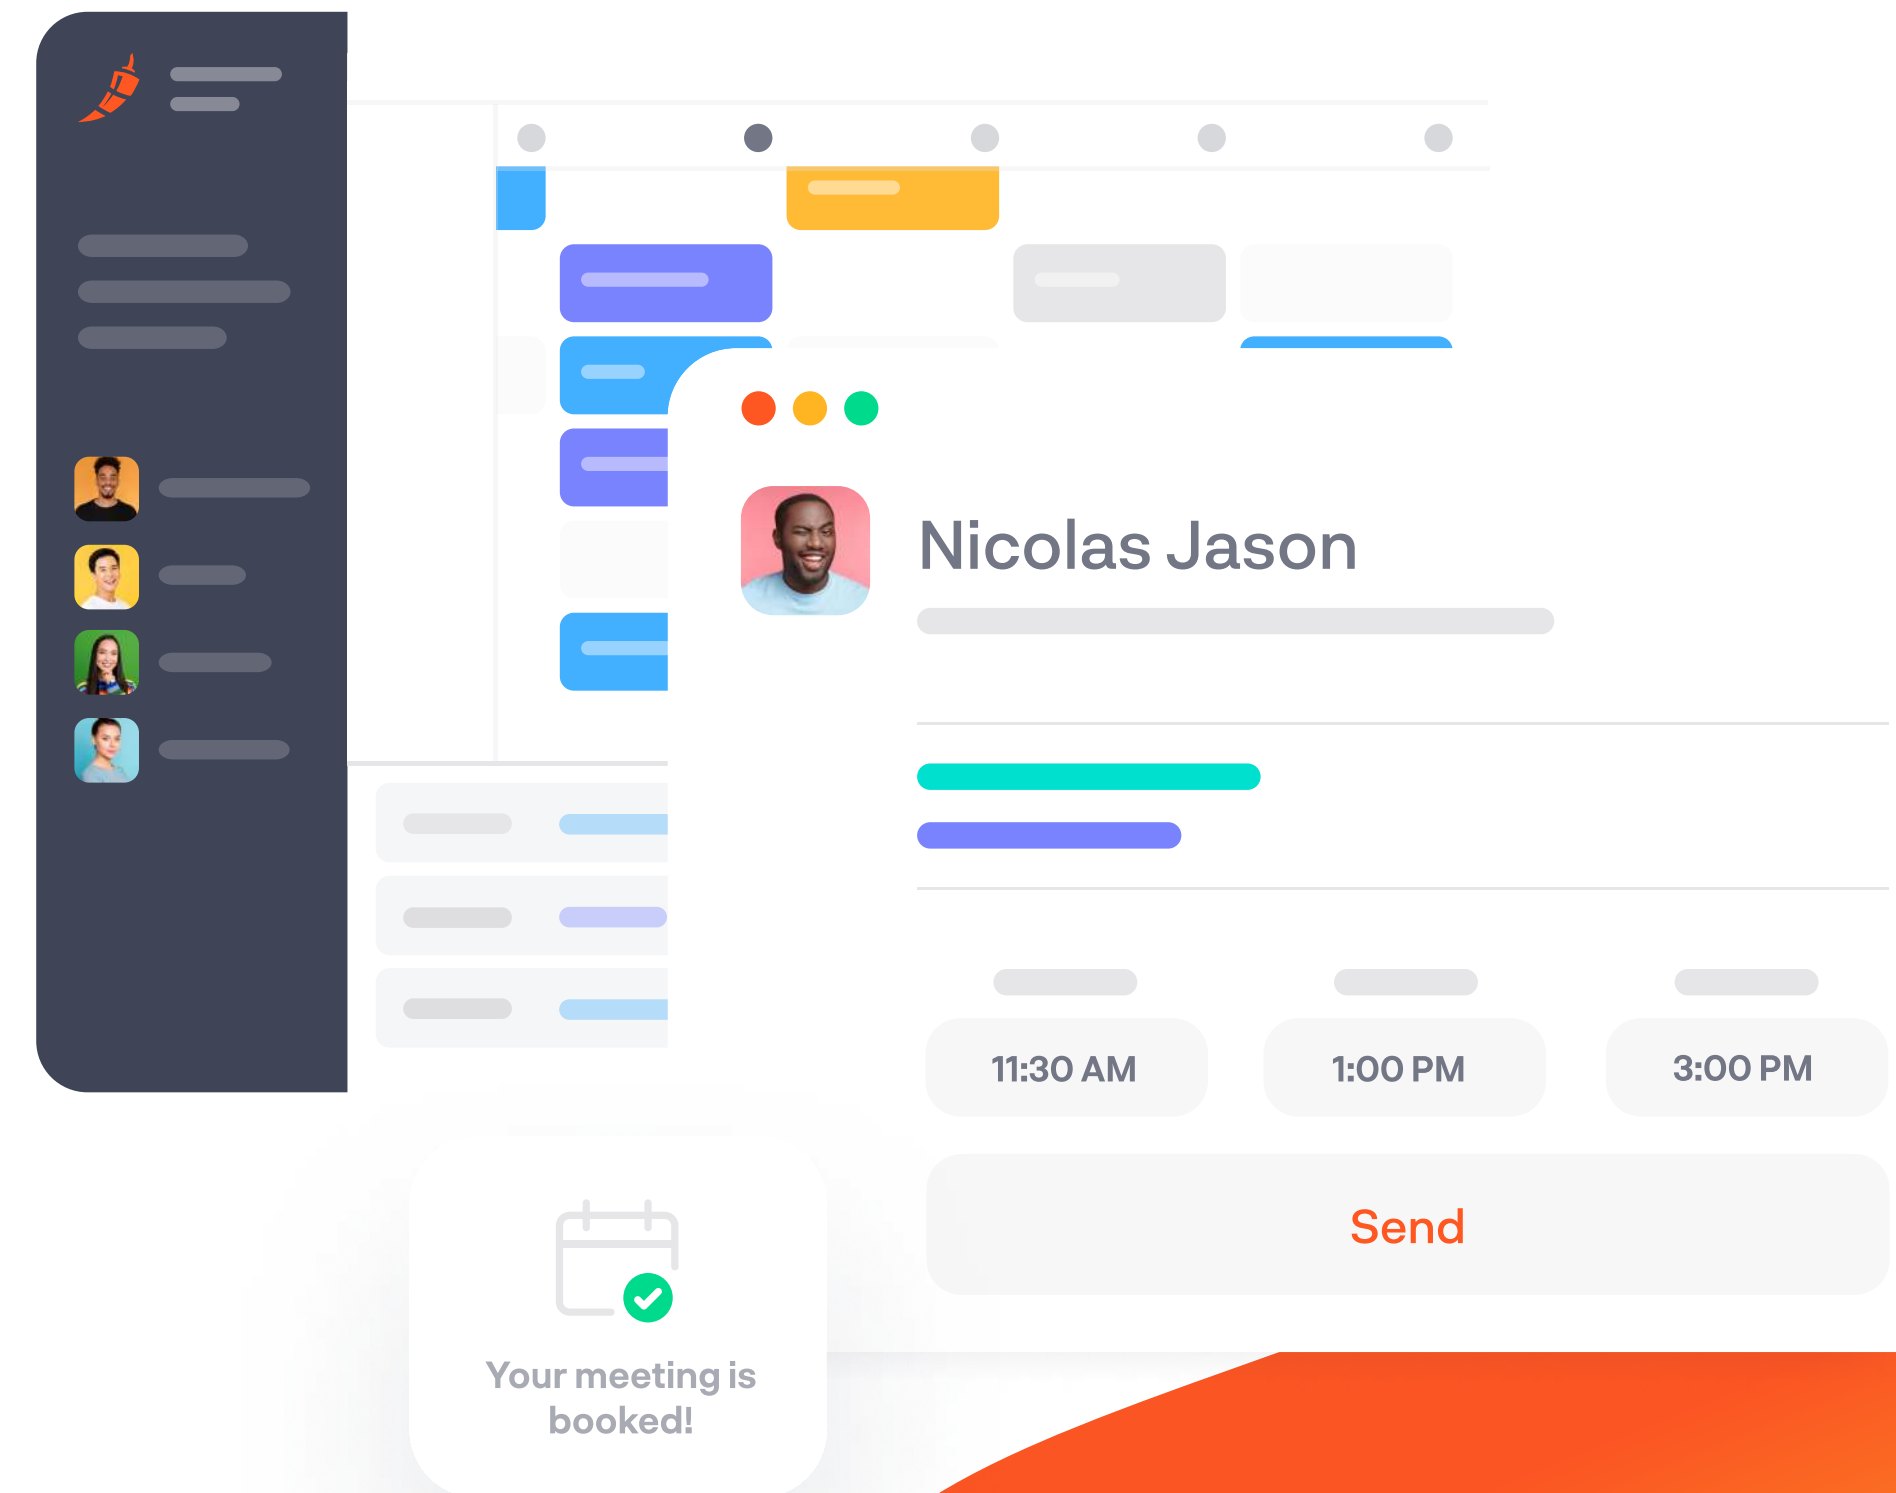 Nicolas Jason
11:30 AM
1:00 PM
3:00 PM
Send
Your meeting is
booked!